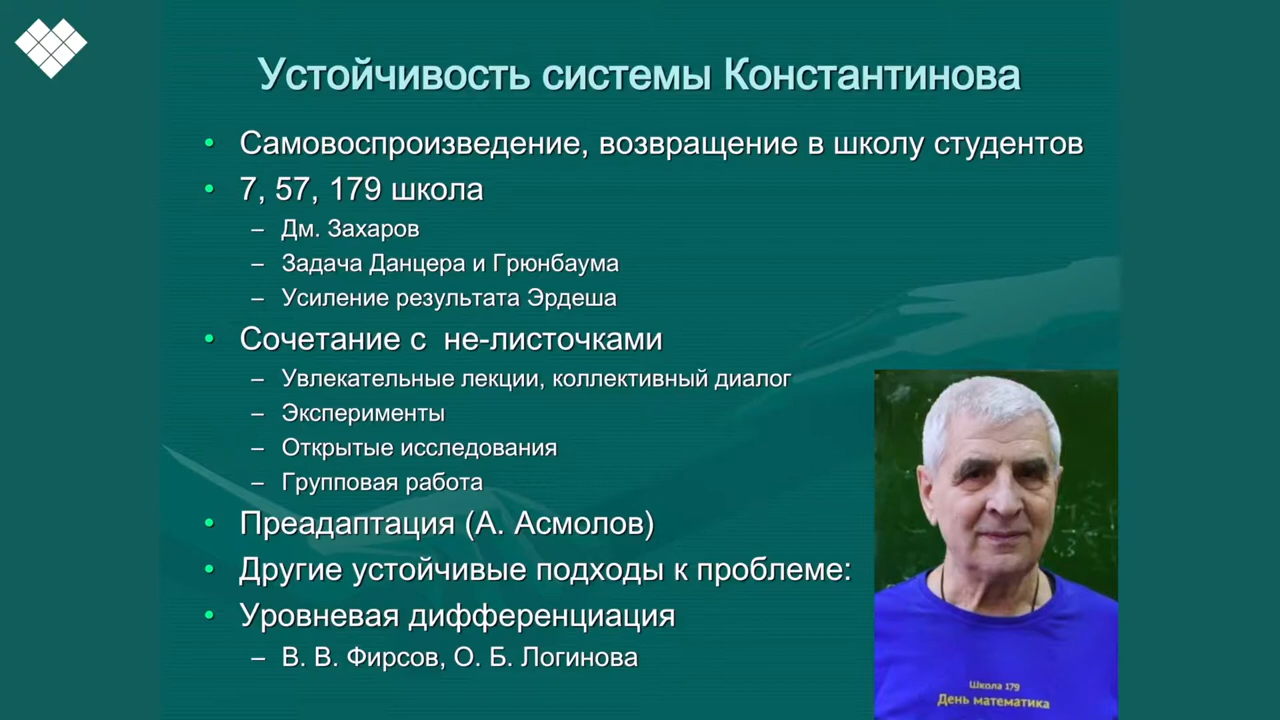 Устойчивость системы Константинова
• Самовоспроизведение, возвращение в школу студентов
• 7, 57, 179 школа
– Дм. Захаров
– Задача Данцера и Грюнбаума
– Усиление результата Эрдеша
• Сочетание с не-листочками
– Увлекательные лекции, коллективный диалог
– Эксперименты
– Открытые исследования
– Групповая работа
• Преадаптация (А. Асмолов)
• Другие устойчивые подходы к проблеме:
• Уровневая дифференциация
– В. В. Фирсов, О. Б. Логинова
Школа 179
День математика